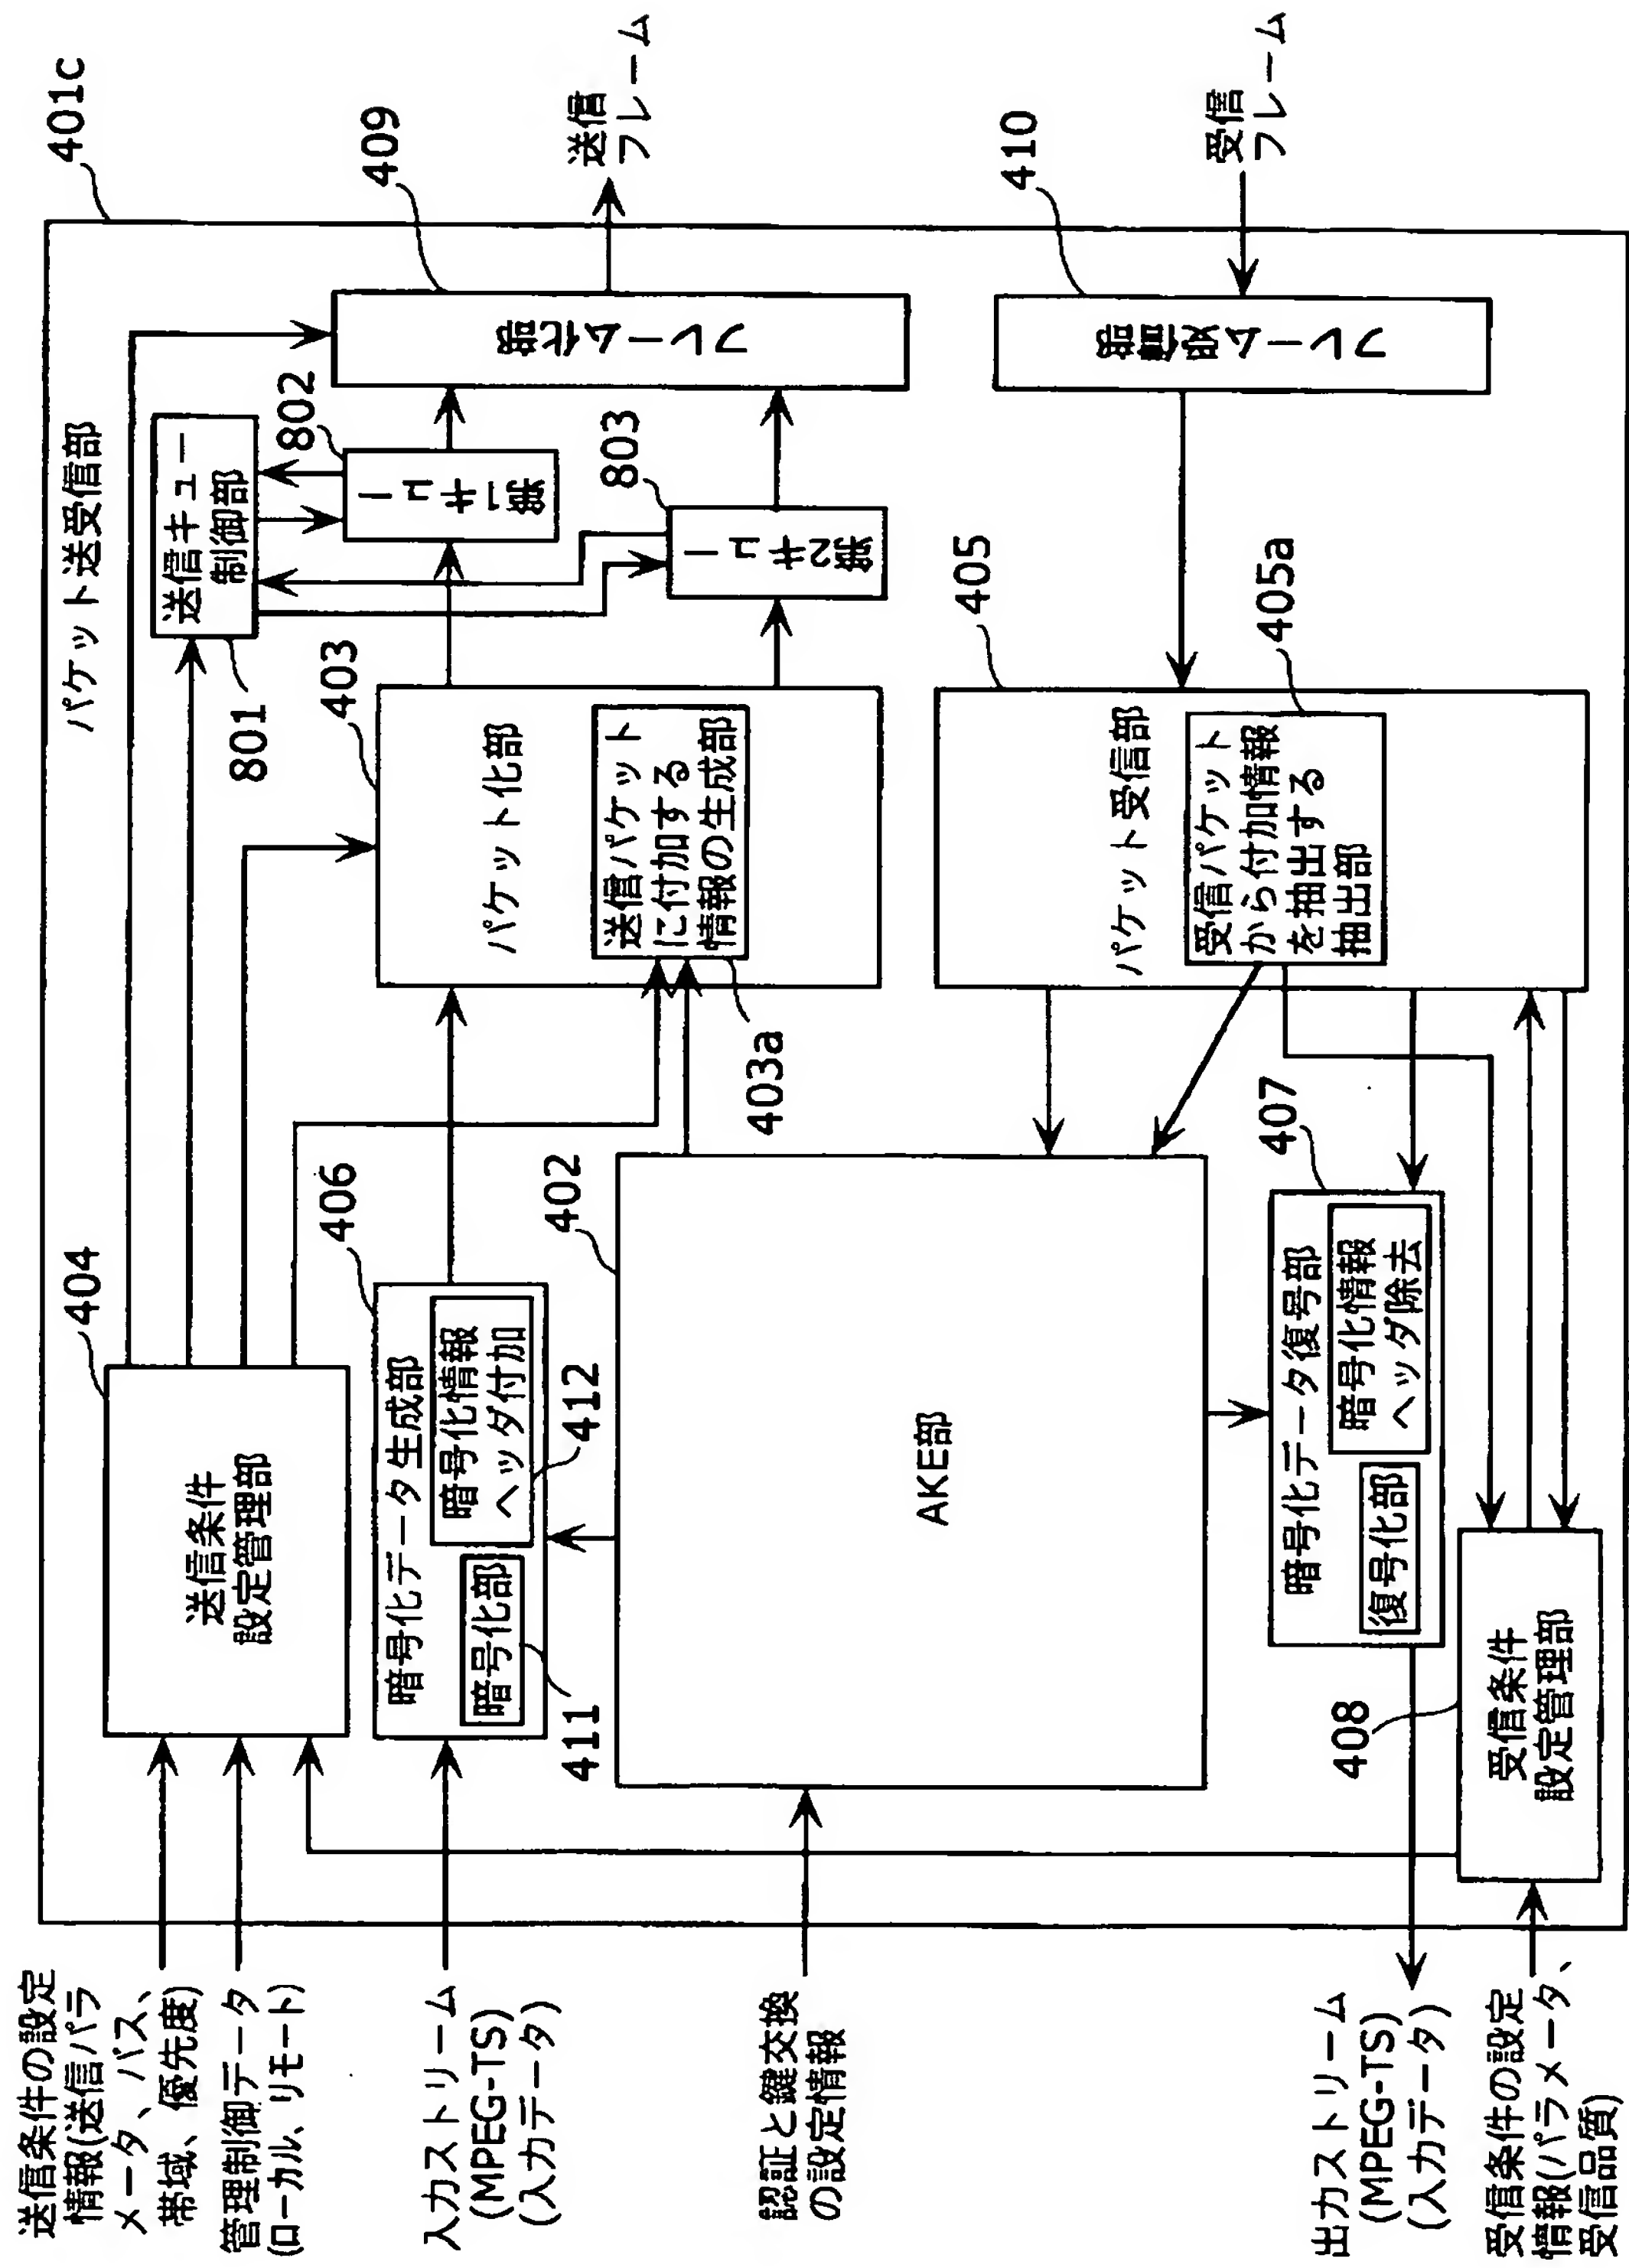 401c
パケット送受信部
送信条件の設定
情報(送信パラ
メータ、パス、
帯域、優先度)
管理制御データ
(ローカル、リモート)
404
送信条件
設定管理部
801
送信キュー
制御部
802
第1キュー
803
第2キュー
409
フレーム化部
送信
フレーム
403
パケット化部
送信パケット
に付加する
情報の生成部
403a
入力ストリーム
(MPEG-TS)
(入力データ)
406
暗号化データ生成部
暗号化部
411
暗号化情報
ヘッダ付加
412
認証と鍵交換
の設定情報
402
AKE部
410
フレーム受信部
受信
フレーム
405
パケット受信部
405a
受信パケット
から付加情報
を抽出する
抽出部
407
暗号化データ復号部
復号化部
暗号化情報
ヘッダ除去
出力ストリーム
(MPEG-TS)
(入力データ)
408
受信条件
設定管理部
受信条件の設定
情報(パラメータ、
受信品質)